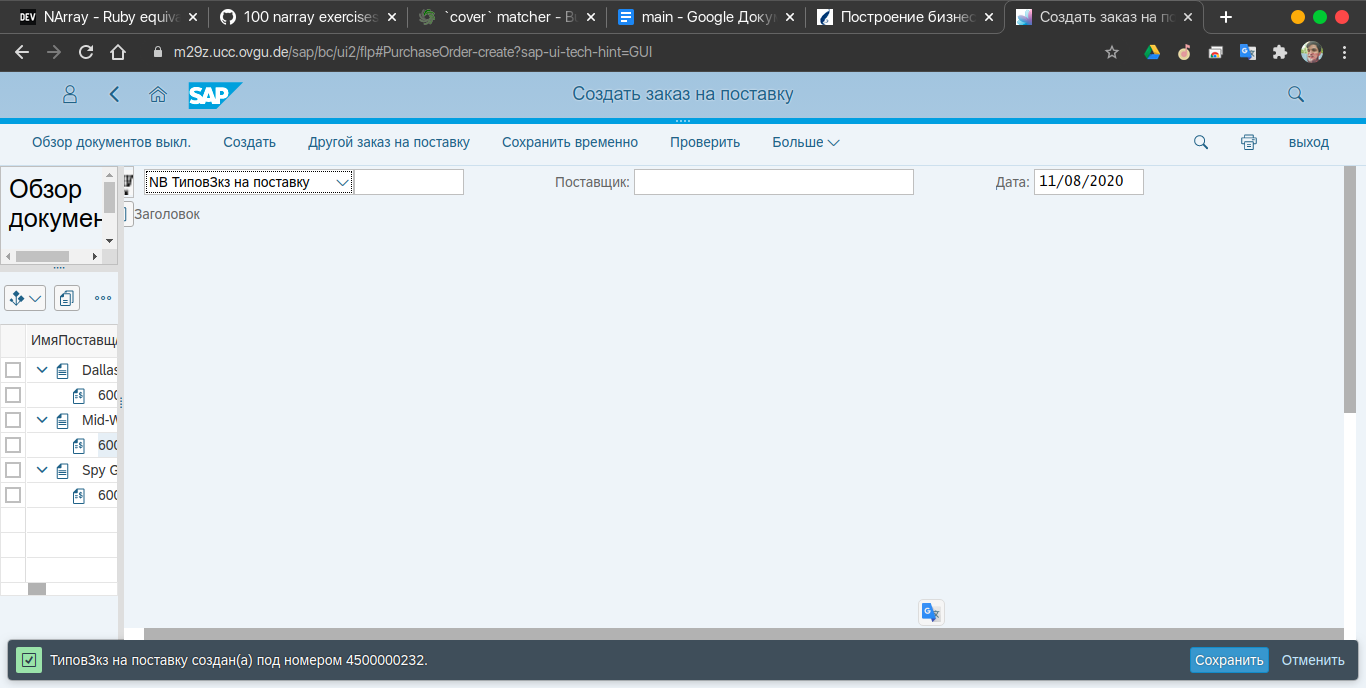 DEV NArray - Ruby equiva
100 narray exercises
`cover` matcher - Bu
main - Google Доку
Построение бизнес
Создать заказ на по
m29z.ucc.ovgu.de/sap/bc/ui2/flp#PurchaseOrder-create?sap-ui-tech-hint=GUI
SAP
Создать заказ на поставку
Обзор документов выкл. Создать Другой заказ на поставку Сохранить временно Проверить Больше выход
Обзор
докумен
NB ТиповЗкз на поставку Поставщик: Дата: 11/08/2020
Заголовок
ИмяПоставщ
Dallas
600
Mid-W
600
Spy G
600
ТиповЗкз на поставку создан(а) под номером 4500000232. Сохранить Отменить